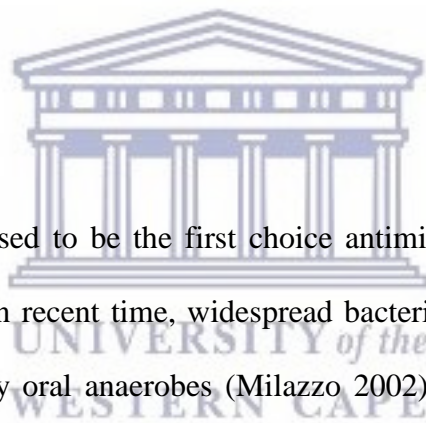 sed to be the first choice antimi
n recent time, widespread bacteri
UNIVERSITY of the
y oral anaerobes (Milazzo 2002)
WESTERN CAPE